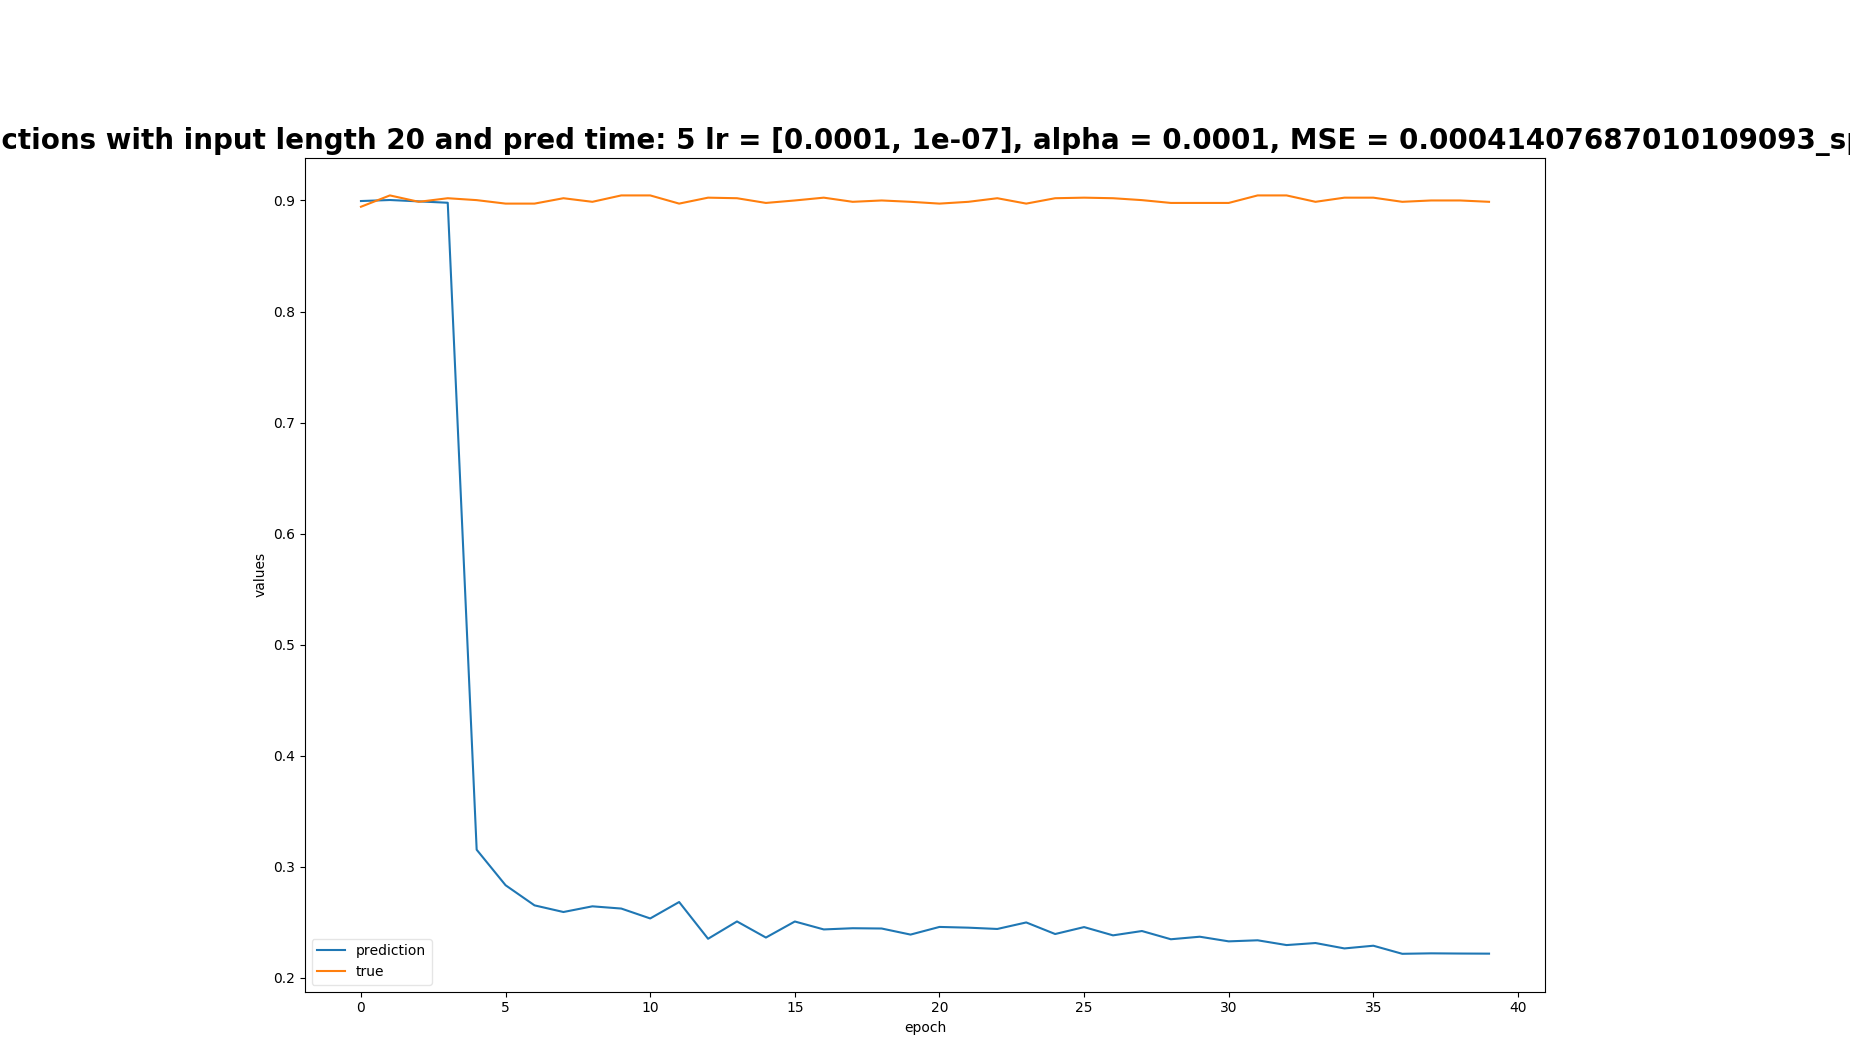 ctions with input length 20 and pred time: 5 lr = [0.0001, 1e-07], alpha = 0.0001, MSE = 0.00041407687010109093_sp
0.9
0.8
0.7
0.6
0.5
0.4
0.3
0.2
values
prediction
true
0 5 10 15 20 25 30 35 40
epoch